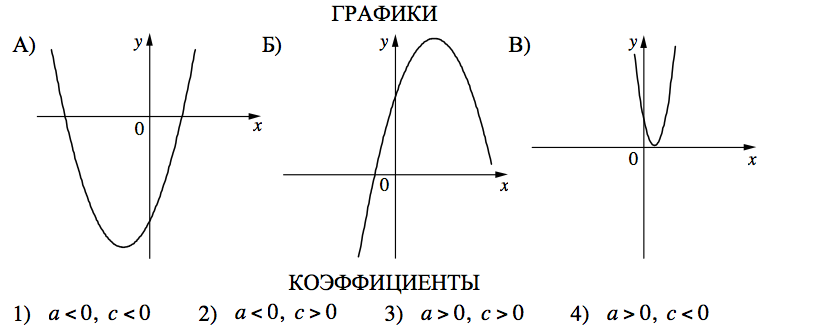 ГРАФИКИ
А) y 0 x Б) y 0 x В) y 0 x
КОЭФФИЦИЕНТЫ
1) a < 0, c < 0 2) a < 0, c > 0 3) a > 0, c > 0 4) a > 0, c < 0